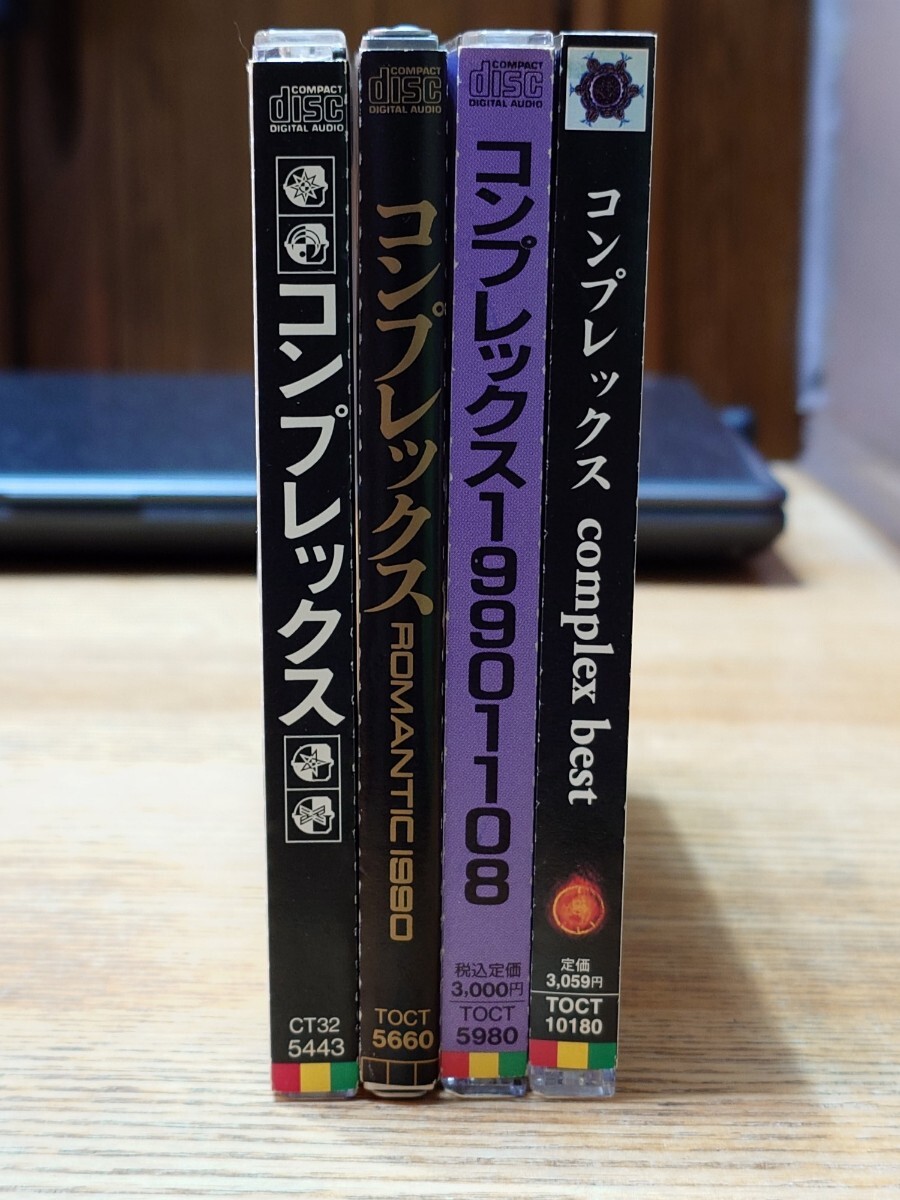 COMPACT
disc
DIGITAL AUDIO
コンプレックス
CT32
5443
COMPACT
disc
DIGITAL AUDIO
コンプレックス ROMANTIC 1990
TOCT
5660
COMPACT
disc
DIGITAL AUDIO
コンプレックス19901108
税込定価
3,000円
TOCT
5980
コンプレックス complex best
定価
3,059円
TOCT
10180